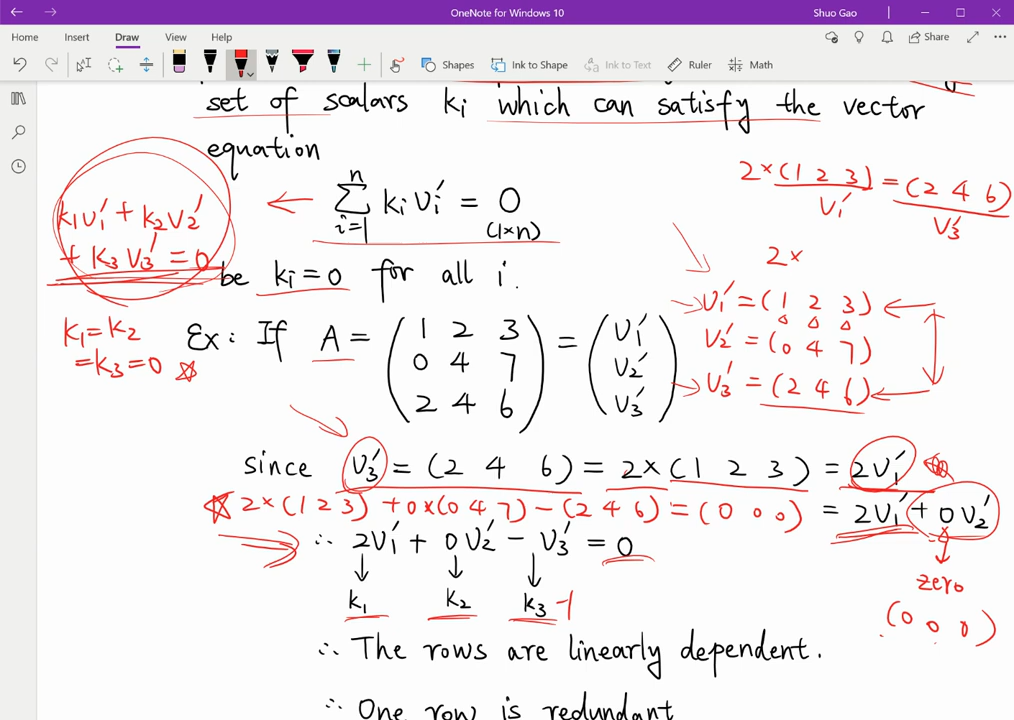 OneNote for Windows 10
Shuo Gao
Home Insert Draw View Help
Share
Shapes Ink to Shape Ink to Text Ruler Math
set of scalars ki which can satisfy the vector
equation
2×(1 2 3) = (2 4 6)
V1' V3'
k1V1' + k2V2'
+ k3V3' = 0
n
∑ ki vi' = 0
i=1 (1×n)
2×
be ki = 0 for all i.
k1 = k2
= k3 = 0 ☆
V1' = (1 2 3)
V2' = (0 4 7)
V3' = (2 4 6)
Ex: If A = ( 1 2 3 ) = ( V1' )
0 4 7 V2'
2 4 6 V3'
since V3' = (2 4 6) = 2×(1 2 3) = 2V1'
☆ 2×(1 2 3) + 0×(0 4 7) - (2 4 6) = (0 0 0) = 2V1' + 0V2'
∴ 2V1' + 0V2' - V3' = 0
k1 k2 k3 -1
zero
(0 0 0)
∴ The rows are linearly dependent.
∴ One row is redundant